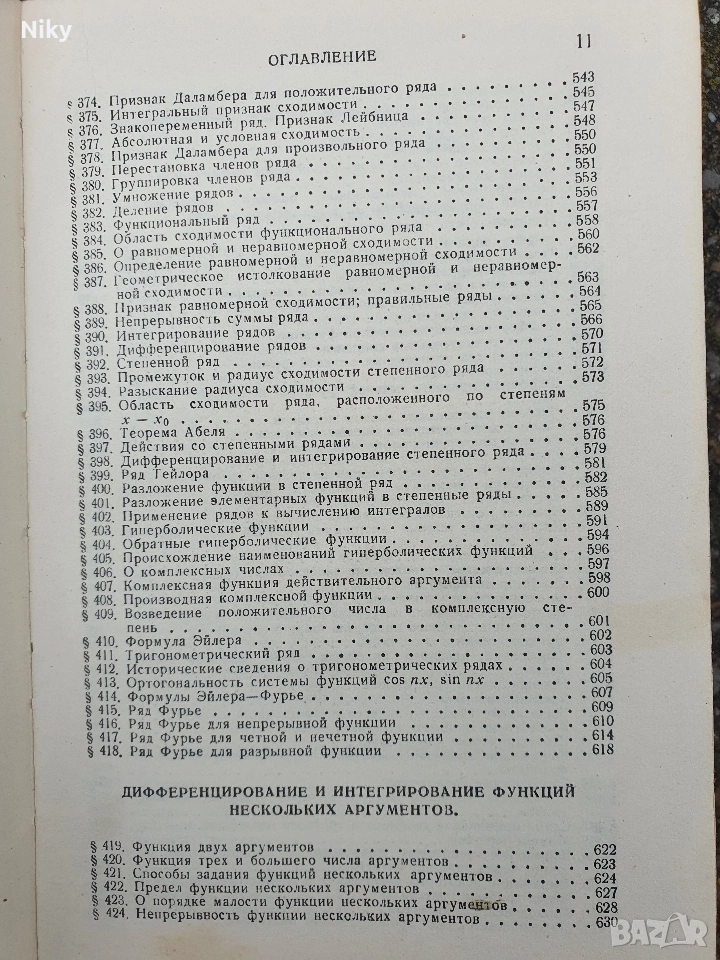 Niky
ОГЛАВЛЕНИЕ 11
§ 374. Признак Даламбера для положительного ряда . . . . . . . . 543
§ 375. Интегральный признак сходимости . . . . . . . . 545
§ 376. Знакопеременный ряд. Признак Лейбница . . . . . . . . 547
§ 377. Абсолютная и условная сходимость . . . . . . . . 548
§ 378. Признак Даламбера для произвольного ряда . . . . . . . . 550
§ 379. Перестановка членов ряда . . . . . . . . 550
§ 380. Группировка членов ряда . . . . . . . . 551
§ 381. Умножение рядов . . . . . . . . 553
§ 382. Деление рядов . . . . . . . . 556
§ 383. Функциональный ряд . . . . . . . . 557
§ 384. Область сходимости функционального ряда . . . . . . . . 558
§ 385. О равномерной и неравномерной сходимости . . . . . . . . 560
§ 386. Определение равномерной и неравномерной сходимости . . . . . . . . 562
§ 387. Геометрическое истолкование равномерной и неравномер-
ной сходимости . . . . . . . . 563
§ 388. Признак равномерной сходимости; правильные ряды . . . . . . . . 564
§ 389. Непрерывность суммы ряда . . . . . . . . 565
§ 390. Интегрирование рядов . . . . . . . . 566
§ 391. Дифференцирование рядов . . . . . . . . 570
§ 392. Степенной ряд . . . . . . . . 571
§ 393. Промежуток и радиус сходимости степенного ряда . . . . . . . . 572
§ 394. Разыскание радиуса сходимости . . . . . . . . 573
§ 395. Область сходимости ряда, расположенного по степеням
x — x₀ . . . . . . . . 575
§ 396. Теорема Абеля . . . . . . . . 576
§ 397. Действия со степенными рядами . . . . . . . . 576
§ 398. Дифференцирование и интегрирование степенного ряда . . . . . . . . 579
§ 399. Ряд Тейлора . . . . . . . . 581
§ 400. Разложение функции в степенной ряд . . . . . . . . 582
§ 401. Разложение элементарных функций в степенные ряды . . . . . . . . 585
§ 402. Применение рядов к вычислению интегралов . . . . . . . . 589
§ 403. Гиперболические функции . . . . . . . . 591
§ 404. Обратные гиперболические функции . . . . . . . . 594
§ 405. Происхождение наименований гиперболических функций . . . . . . . . 596
§ 406. О комплексных числах . . . . . . . . 597
§ 407. Комплексная функция действительного аргумента . . . . . . . . 598
§ 408. Производная комплексной функции . . . . . . . . 600
§ 409. Возведение положительного числа в комплексную сте-
пень . . . . . . . . 601
§ 410. Формула Эйлера . . . . . . . . 602
§ 411. Тригонометрический ряд . . . . . . . . 603
§ 412. Исторические сведения о тригонометрических рядах . . . . . . . . 604
§ 413. Ортогональность системы функций cos nx, sin nx . . . . . . . . 605
§ 414. Формулы Эйлера—Фурье . . . . . . . . 607
§ 415. Ряд Фурье . . . . . . . . 609
§ 416. Ряд Фурье для непрерывной функции . . . . . . . . 610
§ 417. Ряд Фурье для четной и нечетной функции . . . . . . . . 614
§ 418. Ряд Фурье для разрывной функции . . . . . . . . 618
ДИФФЕРЕНЦИРОВАНИЕ И ИНТЕГРИРОВАНИЕ ФУНКЦИЙ
НЕСКОЛЬКИХ АРГУМЕНТОВ.
§ 419. Функция двух аргументов . . . . . . . . 622
§ 420. Функция трех и большего числа аргументов . . . . . . . . 623
§ 421. Способы задания функций нескольких аргументов . . . . . . . . 624
§ 422. Предел функции нескольких аргументов . . . . . . . . 627
§ 423. О порядке малости функции нескольких аргументов . . . . . . . . 628
§ 424. Непрерывность функции нескольких аргументов . . . . . . . . 630
BAZAR